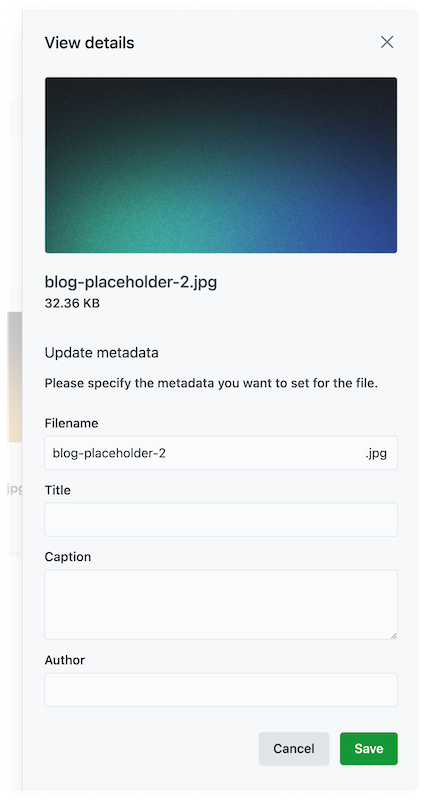 View details
blog-placeholder-2.jpg
32.36 KB
Update metadata
Please specify the metadata you want to set for the file.
Filename
blog-placeholder-2 .jpg
Title
Caption
Author
Cancel Save
jpg